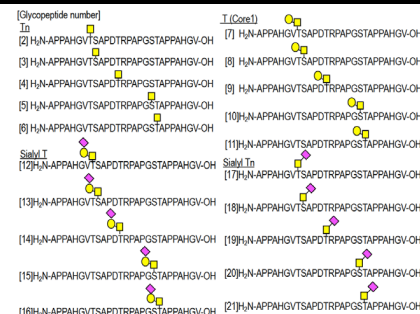 [Glycopeptide number]
Tn
[2] H₂N-APPAHGVTSAPDTRPAPGSTAPPAHGV-OH
[3] H₂N-APPAHGVTSAPDTRPAPGSTAPPAHGV-OH
[4] H₂N-APPAHGVTSAPDTRPAPGSTAPPAHGV-OH
[5] H₂N-APPAHGVTSAPDTRPAPGSTAPPAHGV-OH
[6] H₂N-APPAHGVTSAPDTRPAPGSTAPPAHGV-OH
Sialyl T
[12]H₂N-APPAHGVTSAPDTRPAPGSTAPPAHGV-OH
[13]H₂N-APPAHGVTSAPDTRPAPGSTAPPAHGV-OH
[14]H₂N-APPAHGVTSAPDTRPAPGSTAPPAHGV-OH
[15]H₂N-APPAHGVTSAPDTRPAPGSTAPPAHGV-OH
[16]H₂N-APPAHGVTSAPDTRPAPGSTAPPAHGV-OH
T (Core1)
[7] H₂N-APPAHGVTSAPDTRPAPGSTAPPAHGV-OH
[8] H₂N-APPAHGVTSAPDTRPAPGSTAPPAHGV-OH
[9] H₂N-APPAHGVTSAPDTRPAPGSTAPPAHGV-OH
[10]H₂N-APPAHGVTSAPDTRPAPGSTAPPAHGV-OH
[11]H₂N-APPAHGVTSAPDTRPAPGSTAPPAHGV-OH
Sialyl Tn
[17]H₂N-APPAHGVTSAPDTRPAPGSTAPPAHGV-OH
[18]H₂N-APPAHGVTSAPDTRPAPGSTAPPAHGV-OH
[19]H₂N-APPAHGVTSAPDTRPAPGSTAPPAHGV-OH
[20]H₂N-APPAHGVTSAPDTRPAPGSTAPPAHGV-OH
[21]H₂N-APPAHGVTSAPDTRPAPGSTAPPAHGV-OH